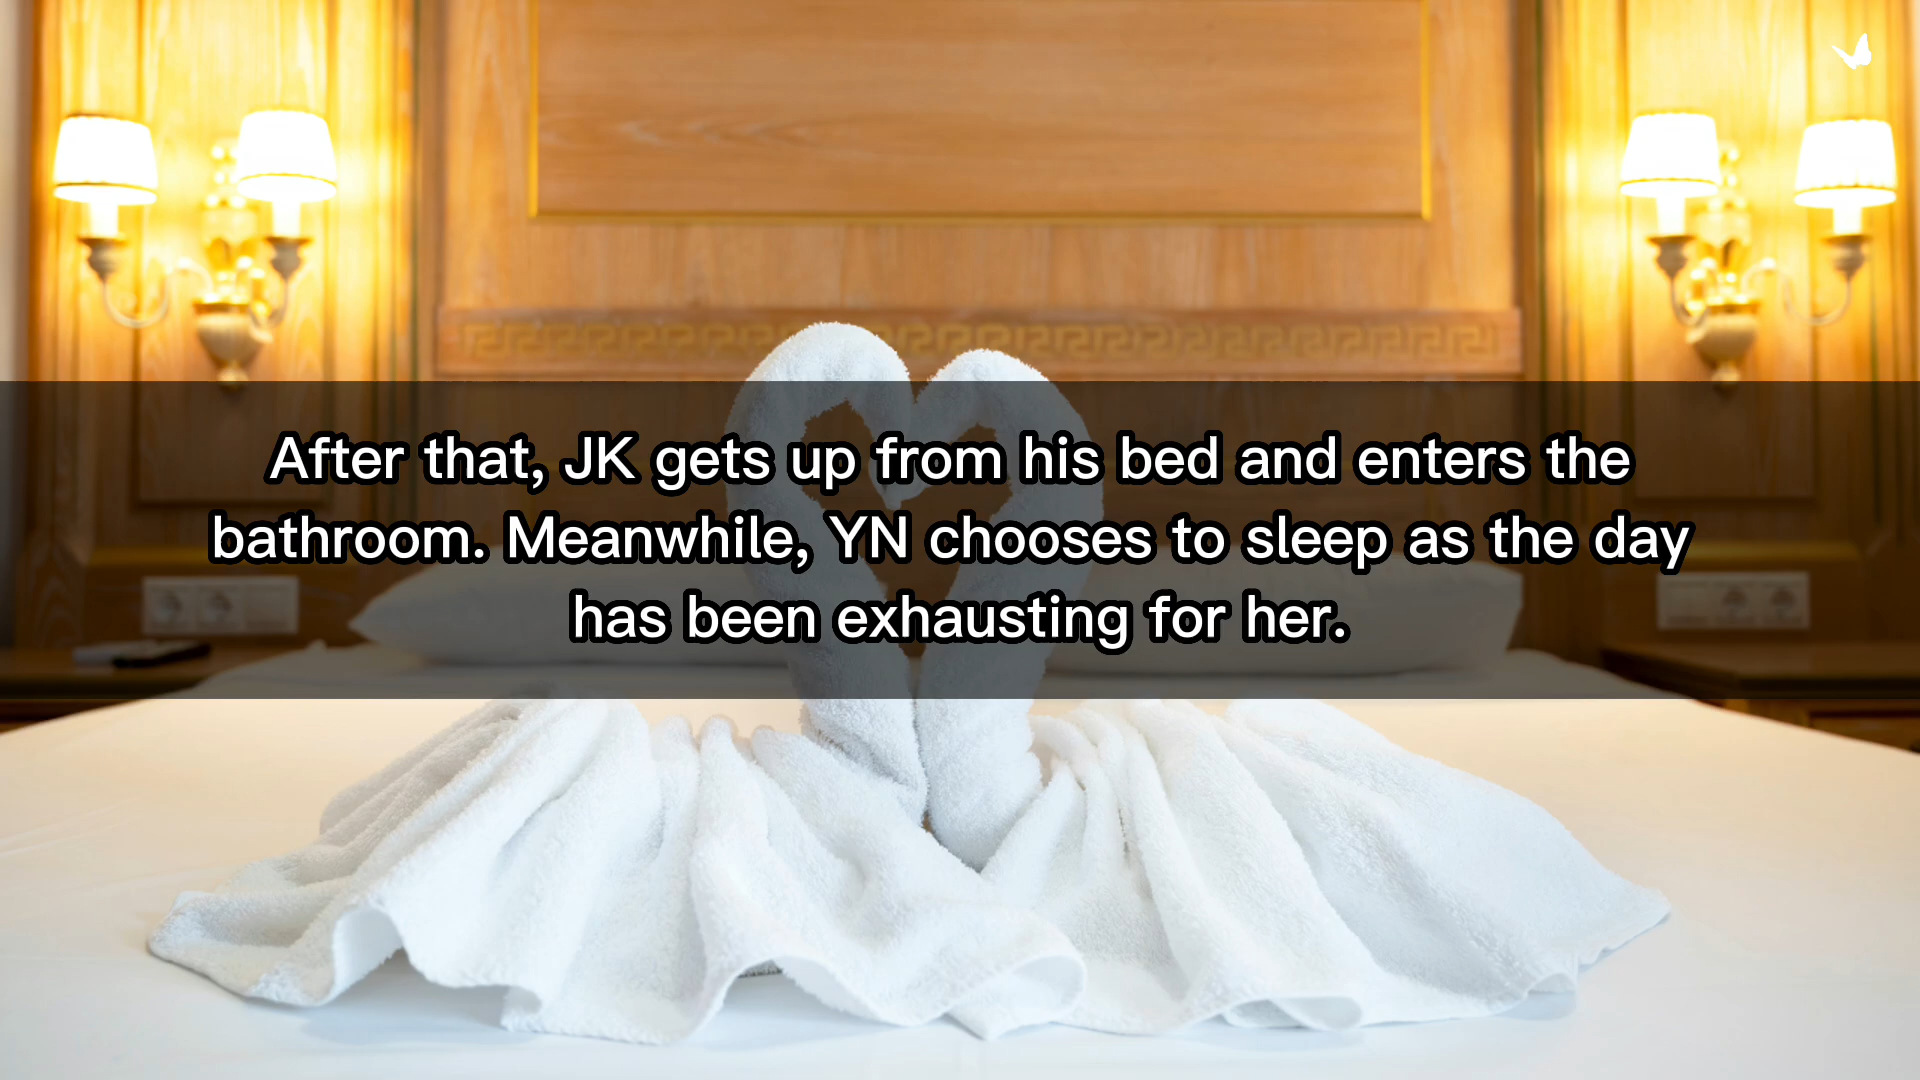 After that, JK gets up from his bed and enters the
bathroom. Meanwhile, YN chooses to sleep as the day
has been exhausting for her.